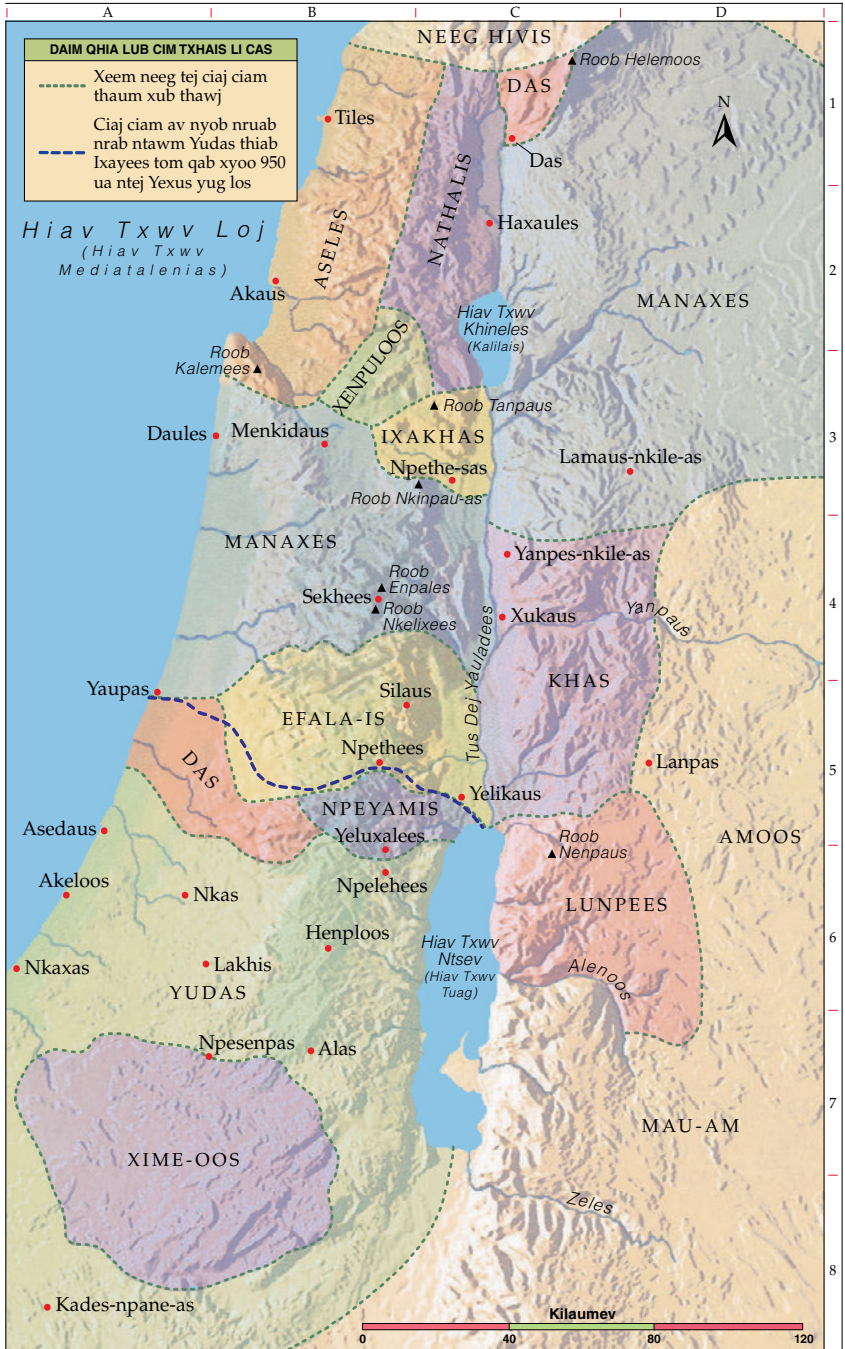 A
B
C
D
NEEG HIVIS
DAIM QHIA LUB CIM TXHAIS LI CAS
Xeem neeg tej ciaj ciam
thaum xub thawj
Ciaj ciam av nyob nruab
nrab ntawm Yudas thiab
Ixayees tom qab xyoo 950
ua ntej Yexus yug los
Roob Helemoos
DAS
1
N
Tiles
Das
NATHALIS
Haxaules
Hiav Txwv Loj
(Hiav Txwv
Mediatalenias)
ASELES
2
Akaus
MANAXES
Hiav Txwv
Khineles
(Kalilais)
XENPULOOS
Roob
Kalemees
Roob Tanpaus
Daules
Menkidaus
IXAKHAS
3
Npethe-sas
Lamaus-nkile-as
Roob Nkinpau-as
MANAXES
Yanpes-nkile-as
Roob
Enpales
Sekhees
Roob
Nkelixees
Xukaus
Yanpaus
4
Tus Dej Yauladees
KHAS
Yaupas
Silaus
EFALA-IS
Npethees
Lanpas
DAS
5
Yelikaus
NPEYAMIS
Asedaus
Yeluxalees
Roob
Nenpaus
AMOOS
Npelehees
Akeloos
Nkas
LUNPEES
Henploos
Hiav Txwv
Ntsev
(Hiav Txwv
Tuag)
6
Nkaxas
Lakhis
Alenoos
YUDAS
Npesenpas
Alas
7
MAU-AM
XIME-OOS
Zeles
8
Kades-npane-as
Kilaumev
0
40
80
120